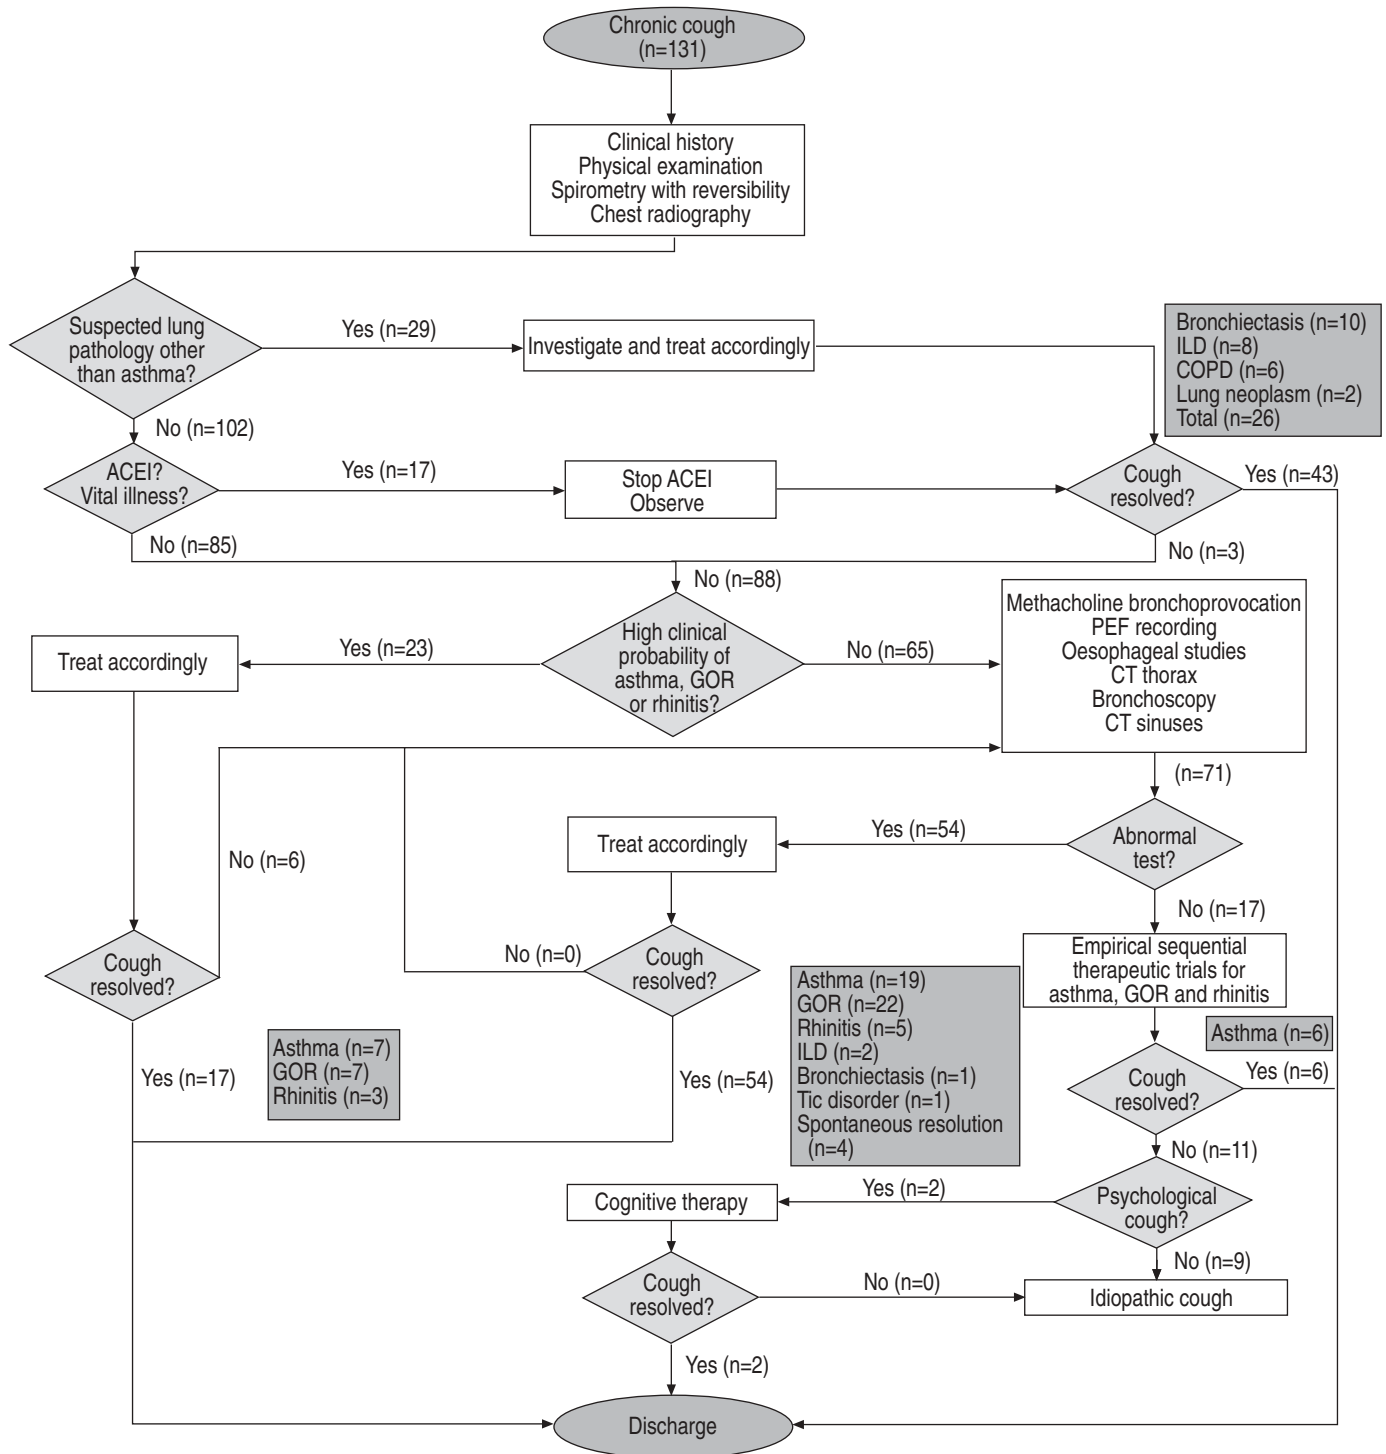 Chronic cough
(n=131)
Clinical history
Physical examination
Spirometry with reversibility
Chest radiography
Suspected lung
pathology other
than asthma?
Yes (n=29)
Investigate and treat accordingly
Bronchiectasis (n=10)
ILD (n=8)
COPD (n=6)
Lung neoplasm (n=2)
Total (n=26)
No (n=102)
ACEI?
Vital illness?
Yes (n=17)
Stop ACEI
Observe
Cough
resolved?
Yes (n=43)
No (n=85)
No (n=3)
No (n=88)
High clinical
probability of
asthma, GOR
or rhinitis?
Yes (n=23)
Treat accordingly
No (n=65)
Methacholine bronchoprovocation
PEF recording
Oesophageal studies
CT thorax
Bronchoscopy
CT sinuses
(n=71)
Abnormal
test?
Yes (n=54)
Treat accordingly
No (n=6)
No (n=17)
Cough
resolved?
No (n=0)
Cough
resolved?
Empirical sequential
therapeutic trials for
asthma, GOR and rhinitis
Asthma (n=19)
GOR (n=22)
Rhinitis (n=5)
ILD (n=2)
Bronchiectasis (n=1)
Tic disorder (n=1)
Spontaneous resolution
(n=4)
Asthma (n=6)
Yes (n=17)
Asthma (n=7)
GOR (n=7)
Rhinitis (n=3)
Yes (n=54)
Cough
resolved?
Yes (n=6)
No (n=11)
Psychological
cough?
Yes (n=2)
Cognitive therapy
No (n=9)
Cough
resolved?
No (n=0)
Idiopathic cough
Yes (n=2)
Discharge